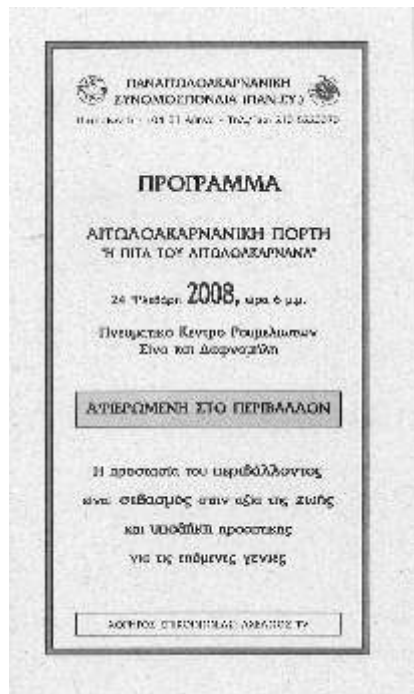 ΠΑΝΑΙΤΩΛΟΑΚΑΡΝΑΝΙΚΗ
ΣΥΝΟΜΟΣΠΟΝΔΙΑ (ΠΑΝ.ΣΥ.)
ΠΡΟΓΡΑΜΜΑ
ΑΙΤΩΛΟΑΚΑΡΝΑΝΙΚΗ ΓΙΟΡΤΗ
"Η ΠΙΤΑ ΤΟΥ ΑΙΤΩΛΟΑΚΑΡΝΑΝΑ"
24 Φλεβάρη 2008, ώρα 6 μ.μ.
Πνευματικό Κέντρο Ρουμελιωτών
Σίνα και Δαφνομήλη
ΑΦΙΕΡΩΜΕΝΗ ΣΤΟ ΠΕΡΙΒΑΛΛΟΝ
Η προστασία του περιβάλλοντος
είναι σεβασμός στην αξία της ζωής
και υποθήκη προοπτικής
για τις επόμενες γενιές